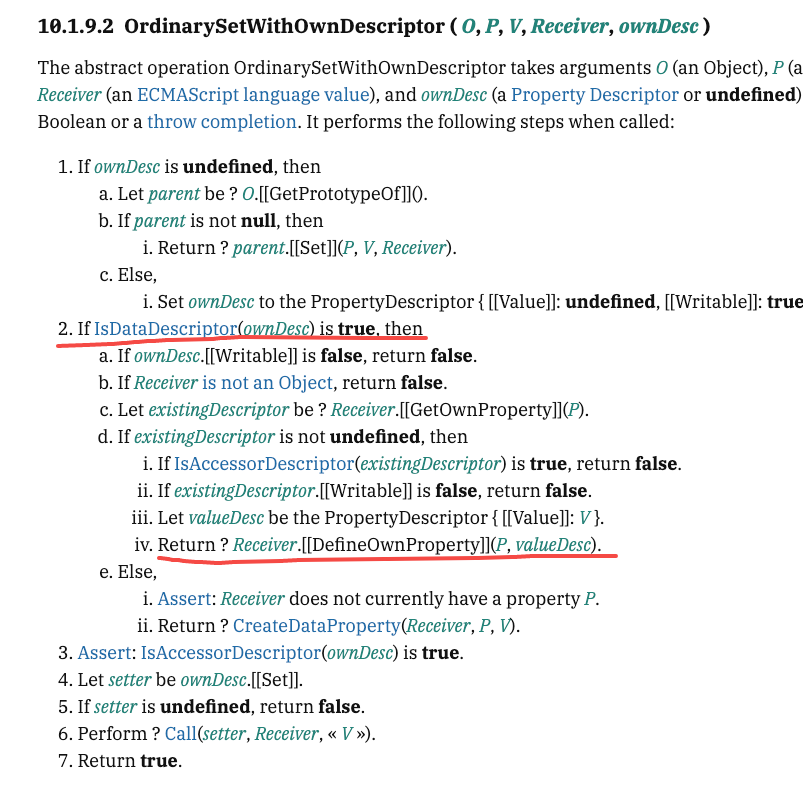 10.1.9.2 OrdinarySetWithOwnDescriptor ( O, P, V, Receiver, ownDesc )
The abstract operation OrdinarySetWithOwnDescriptor takes arguments O (an Object), P (a
Receiver (an ECMAScript language value), and ownDesc (a Property Descriptor or undefined)
Boolean or a throw completion. It performs the following steps when called:
1. If ownDesc is undefined, then
a. Let parent be ? O.[[GetPrototypeOf]]().
b. If parent is not null, then
i. Return ? parent.[[Set]](P, V, Receiver).
c. Else,
i. Set ownDesc to the PropertyDescriptor { [[Value]]: undefined, [[Writable]]: true
2. If IsDataDescriptor(ownDesc) is true, then
a. If ownDesc.[[Writable]] is false, return false.
b. If Receiver is not an Object, return false.
c. Let existingDescriptor be ? Receiver.[[GetOwnProperty]](P).
d. If existingDescriptor is not undefined, then
i. If IsAccessorDescriptor(existingDescriptor) is true, return false.
ii. If existingDescriptor.[[Writable]] is false, return false.
iii. Let valueDesc be the PropertyDescriptor { [[Value]]: V }.
iv. Return ? Receiver.[[DefineOwnProperty]](P, valueDesc).
e. Else,
i. Assert: Receiver does not currently have a property P.
ii. Return ? CreateDataProperty(Receiver, P, V).
3. Assert: IsAccessorDescriptor(ownDesc) is true.
4. Let setter be ownDesc.[[Set]].
5. If setter is undefined, return false.
6. Perform ? Call(setter, Receiver, « V »).
7. Return true.